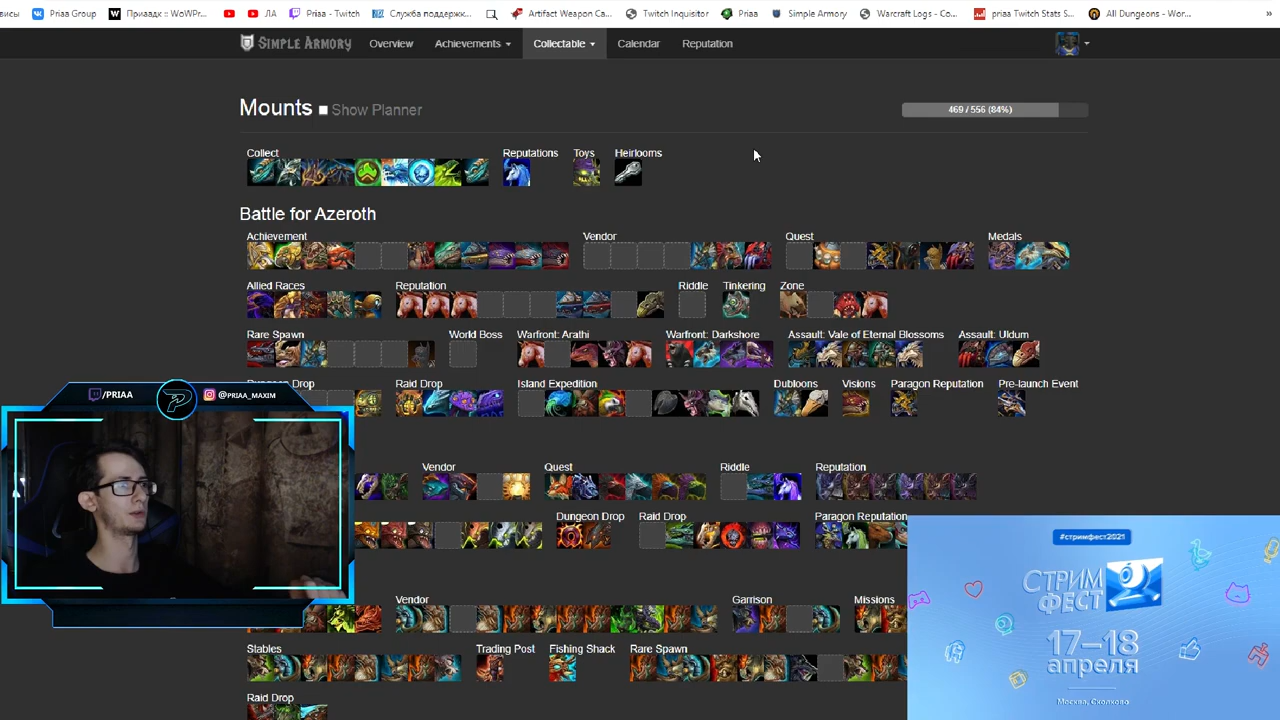 висы Priaa Group Приаадк :: WoWPr... ЛА Priaa - Twitch Служба поддержк... Artifact Weapon Ca... Twitch Inquisitor Priaa Simple Armory Warcraft Logs - Co... priaa Twitch Stats S... All Dungeons - Wor... »
SIMPLE ARMORY Overview Achievements Collectable Calendar Reputation
Mounts Show Planner 469 / 556 (84%)
Collect Reputations Toys Heirlooms
Battle for Azeroth
Achievement Vendor Quest Medals
Allied Races Reputation Riddle Tinkering Zone
Rare Spawn World Boss Warfront: Arathi Warfront: Darkshore Assault: Vale of Eternal Blossoms Assault: Uldum
Raid Drop Island Expedition Dubloons Visions Paragon Reputation Pre-launch Event
/PRIAA @PRIAA_MAXIM
Vendor Quest Riddle Reputation
Dungeon Drop Raid Drop Paragon Reputation
#стримфест2021
СТРИМ
ФЕСТ
17–18
апреля
Москва, Сколково
Vendor Garrison Missions
Stables Trading Post Fishing Shack Rare Spawn
Raid Drop